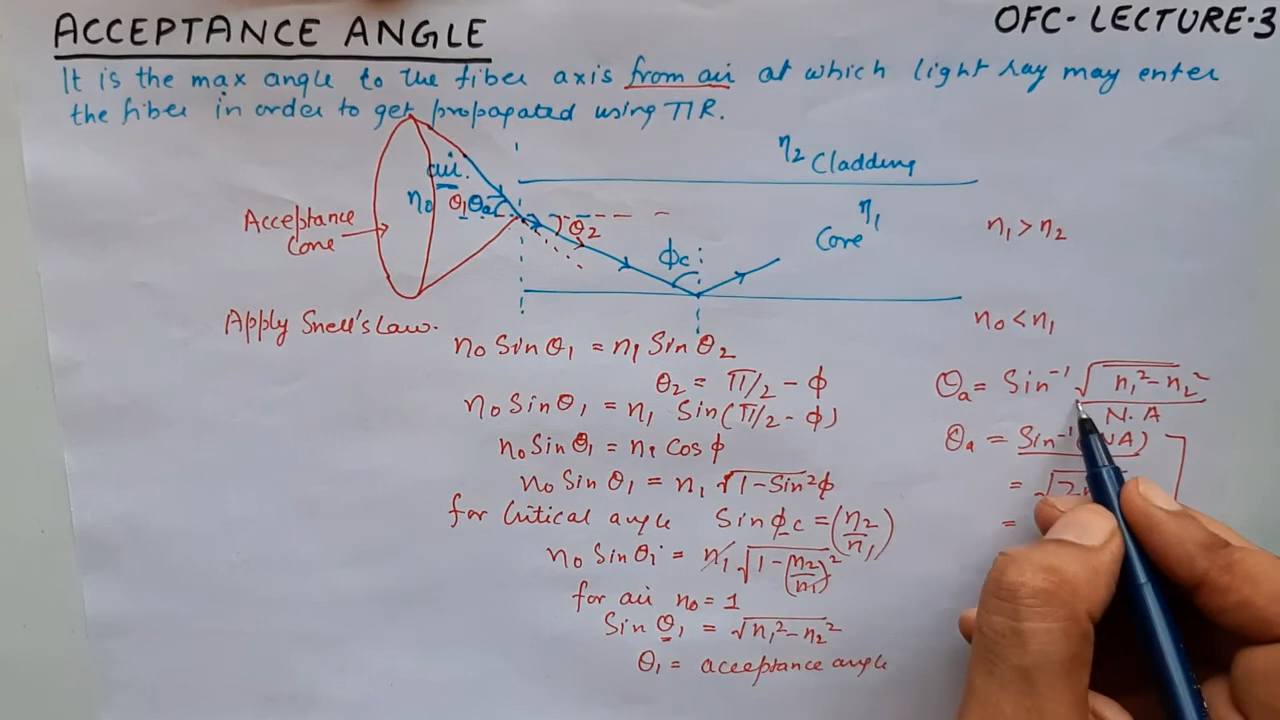 ACCEPTANCE ANGLE
OFC - LECTURE-3
It is the max angle to the fiber axis from air at which light ray may enter
the fiber in order to get propagated using TIR.
η2 Cladding
air.
n0 θ1 θa
θ2
η1
Core
n1 > n2
Acceptance
Cone
ϕc
n0 < n1
Apply Snell's Law.
n0 Sin θ1 = n1 Sin θ2
θ2 = π/2 - ϕ
n0 Sin θ1 = n1 Sin(π/2 - ϕ)
n0 Sin θ1 = n1 cos ϕ
n0 Sin θ1 = n1 √1-Sin²ϕ
for Critical angle Sin ϕc = (η2/η1)
n0 Sin θ1 = n1 √1-(n2/n1)²
for air n0 = 1
Sin θ1 = √n1²-n2²
θ1 = acceptance angle
θa = Sin⁻¹ √n1²-n2²
N.A
θa = Sin⁻¹(NA)
= √2n
=